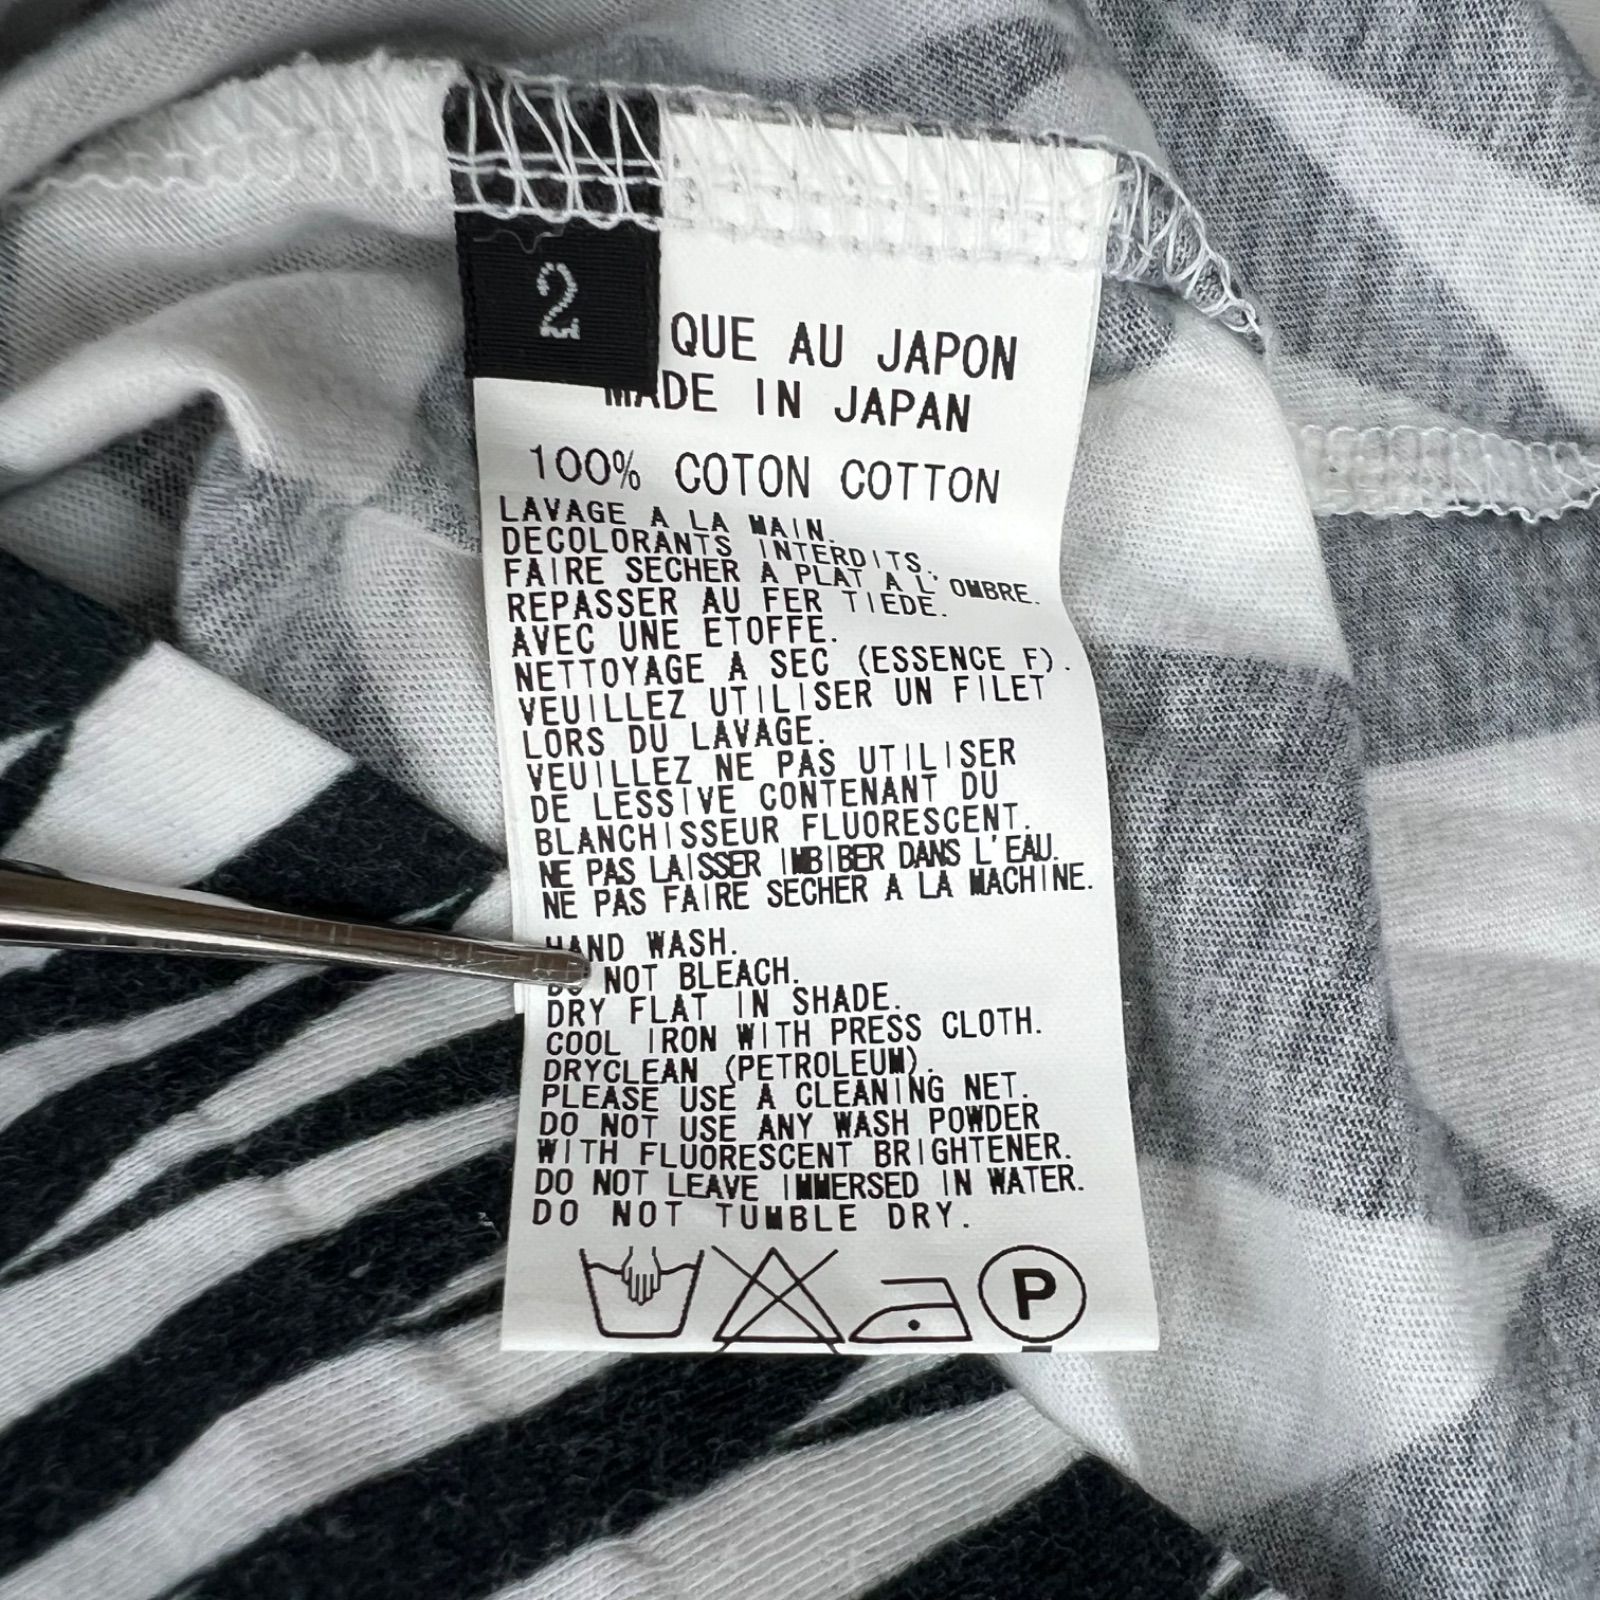 2
QUE AU JAPON
MADE IN JAPAN
100% COTON COTTON
LAVAGE A LA MAIN.
DECOLORANTS INTERDITS.
FAIRE SECHER A PLAT A L'OMBRE.
REPASSER AU FER TIEDE.
AVEC UNE ETOFFE.
NETTOYAGE A SEC (ESSENCE F).
VEUILLEZ UTILISER UN FILET
LORS DU LAVAGE.
VEUILLEZ NE PAS UTILISER
DE LESSIVE CONTENANT DU
BLANCHISSEUR FLUORESCENT.
NE PAS LAISSER IMBIBER DANS L'EAU.
NE PAS FAIRE SECHER A LA MACHINE.
HAND WASH.
DO NOT BLEACH.
DRY FLAT IN SHADE.
COOL IRON WITH PRESS CLOTH.
DRYCLEAN (PETROLEUM).
PLEASE USE A CLEANING NET.
DO NOT USE ANY WASH POWDER
WITH FLUORESCENT BRIGHTENER.
DO NOT LEAVE IMMERSED IN WATER.
DO NOT TUMBLE DRY.
P